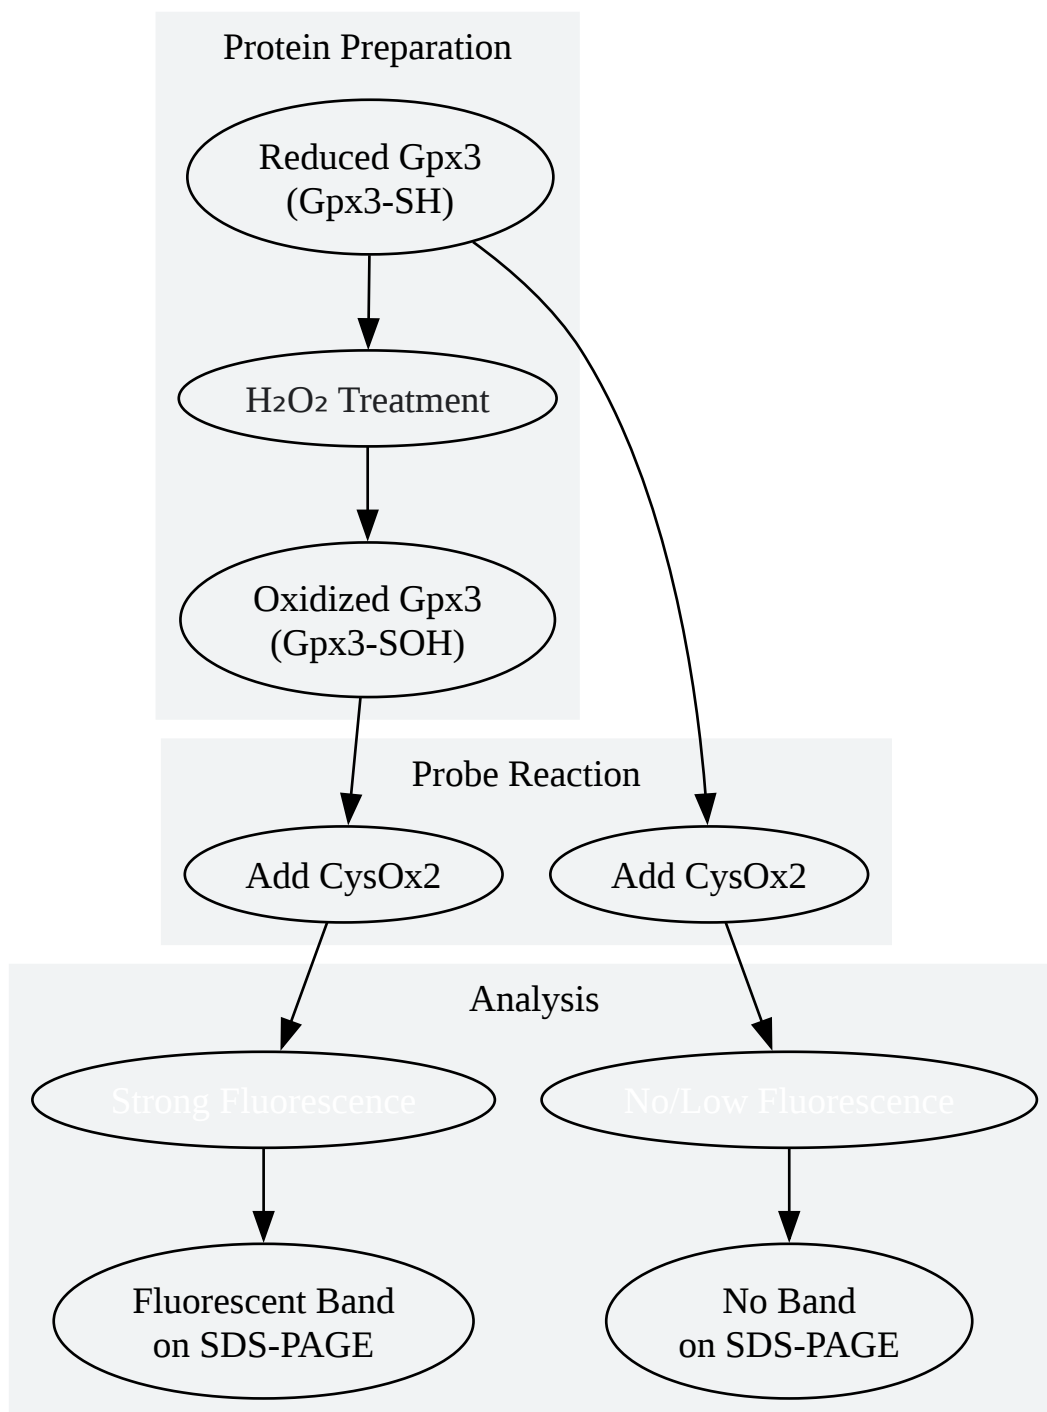 Protein Preparation
Reduced Gpx3
(Gpx3-SH)
H₂O₂ Treatment
Oxidized Gpx3
(Gpx3-SOH)
Probe Reaction
Add CysOx2
Add CysOx2
Analysis
Strong Fluorescence
No/Low Fluorescence
Fluorescent Band
on SDS-PAGE
No Band
on SDS-PAGE